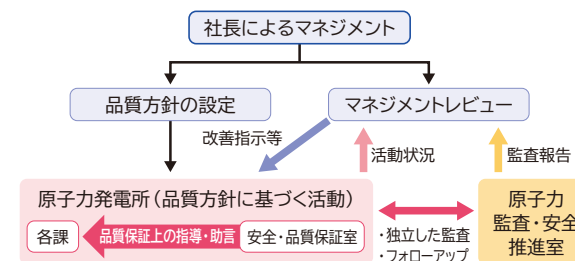 社長によるマネジメント
品質方針の設定
マネジメントレビュー
改善指示等
活動状況
監査報告
原子力発電所(品質方針に基づく活動)
各課
品質保証上の指導・助言
安全・品質保証室
・独立した監査
・フォローアップ
原子力
監査・安全
推進室